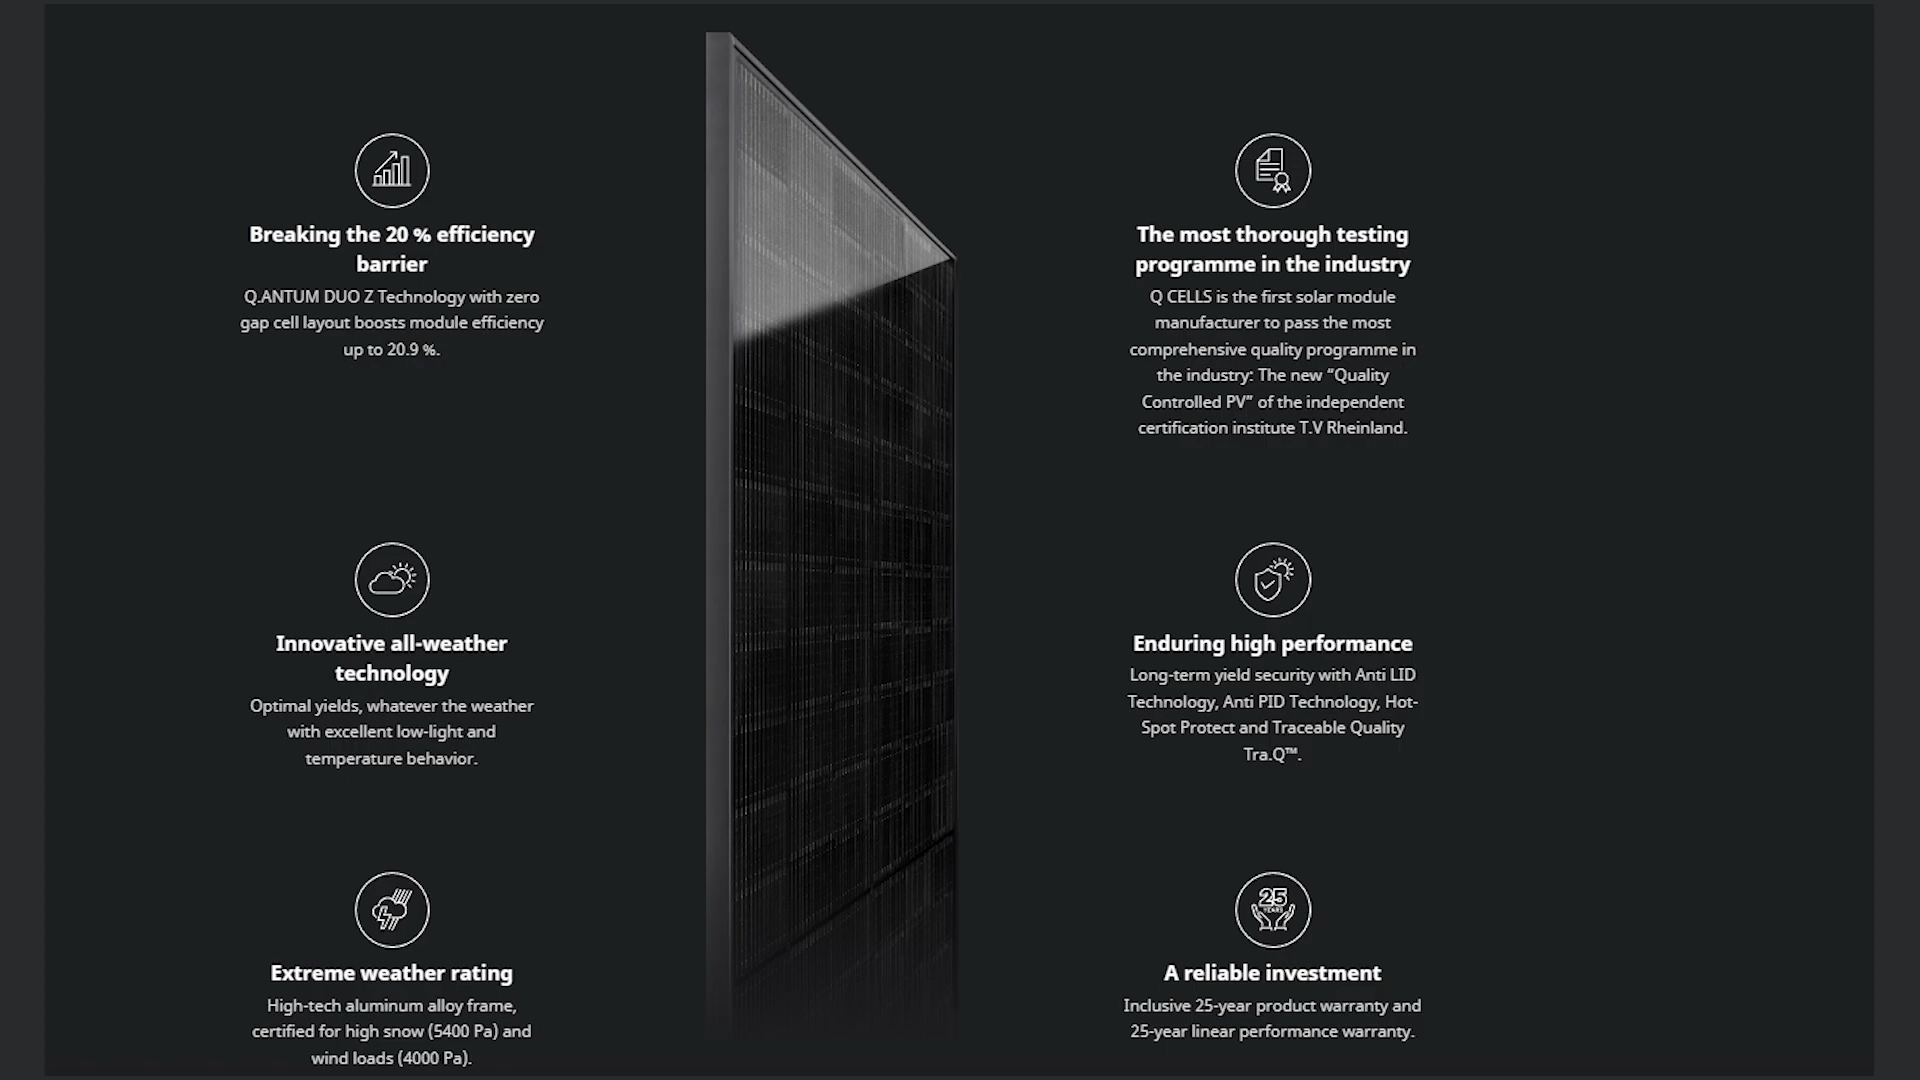 Breaking the 20 % efficiency
barrier
Q.ANTUM DUO Z Technology with zero
gap cell layout boosts module efficiency
up to 20.9 %.
Innovative all-weather
technology
Optimal yields, whatever the weather
with excellent low-light and
temperature behavior.
Extreme weather rating
High-tech aluminum alloy frame,
certified for high snow (5400 Pa) and
wind loads (4000 Pa).
The most thorough testing
programme in the industry
Q CELLS is the first solar module
manufacturer to pass the most
comprehensive quality programme in
the industry: The new “Quality
Controlled PV” of the independent
certification institute T.V Rheinland.
Enduring high performance
Long-term yield security with Anti LID
Technology, Anti PID Technology, Hot-
Spot Protect and Traceable Quality
Tra.Q™.
25
YEARS
A reliable investment
Inclusive 25-year product warranty and
25-year linear performance warranty.